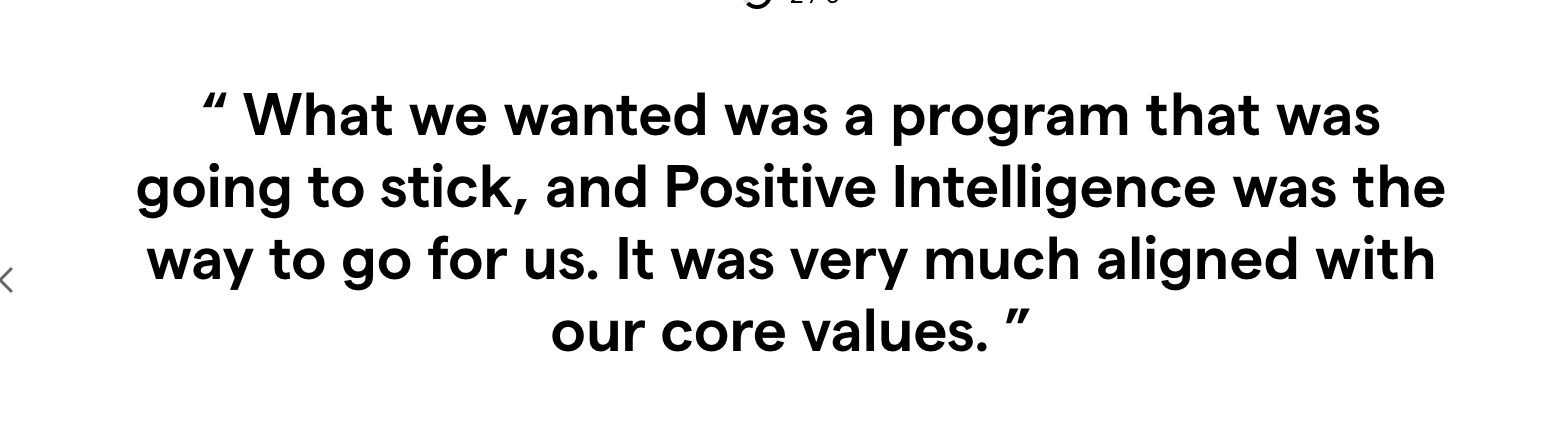 “ What we wanted was a program that was
going to stick, and Positive Intelligence was the
way to go for us. It was very much aligned with
our core values. ”